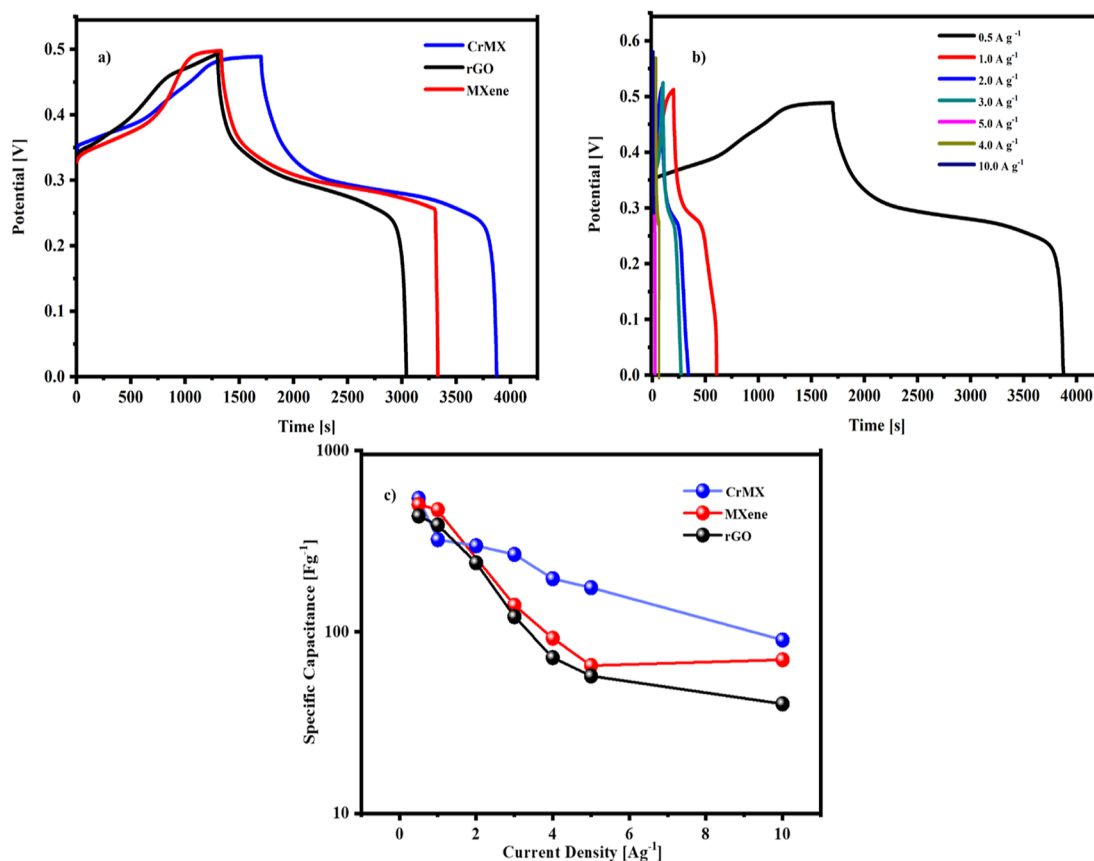 a)
CrMX
rGO
MXene
0.5
0.4
0.3
0.2
0.1
0.0
Potential [V]
0 500 1000 1500 2000 2500 3000 3500 4000
Time [s]
b)
0.5 A g⁻¹
1.0 A g⁻¹
2.0 A g⁻¹
3.0 A g⁻¹
5.0 A g⁻¹
4.0 A g⁻¹
10.0 A g⁻¹
0.6
0.5
0.4
0.3
0.2
0.1
0.0
Potential [V]
0 500 1000 1500 2000 2500 3000 3500 4000
Time [s]
c)
CrMX
MXene
rGO
1000
100
10
Specific Capacitance [Fg⁻¹]
0 2 4 6 8 10
Current Density [Ag⁻¹]